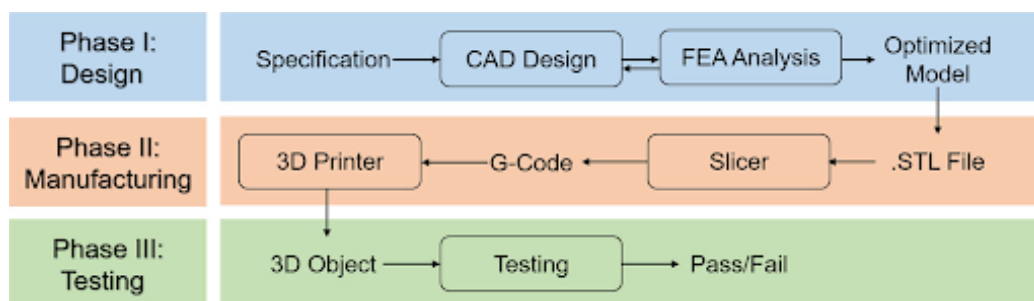 Phase I:
Design
Specification
CAD Design
FEA Analysis
Optimized
Model
Phase II:
Manufacturing
3D Printer
G-Code
Slicer
.STL File
Phase III:
Testing
3D Object
Testing
Pass/Fail